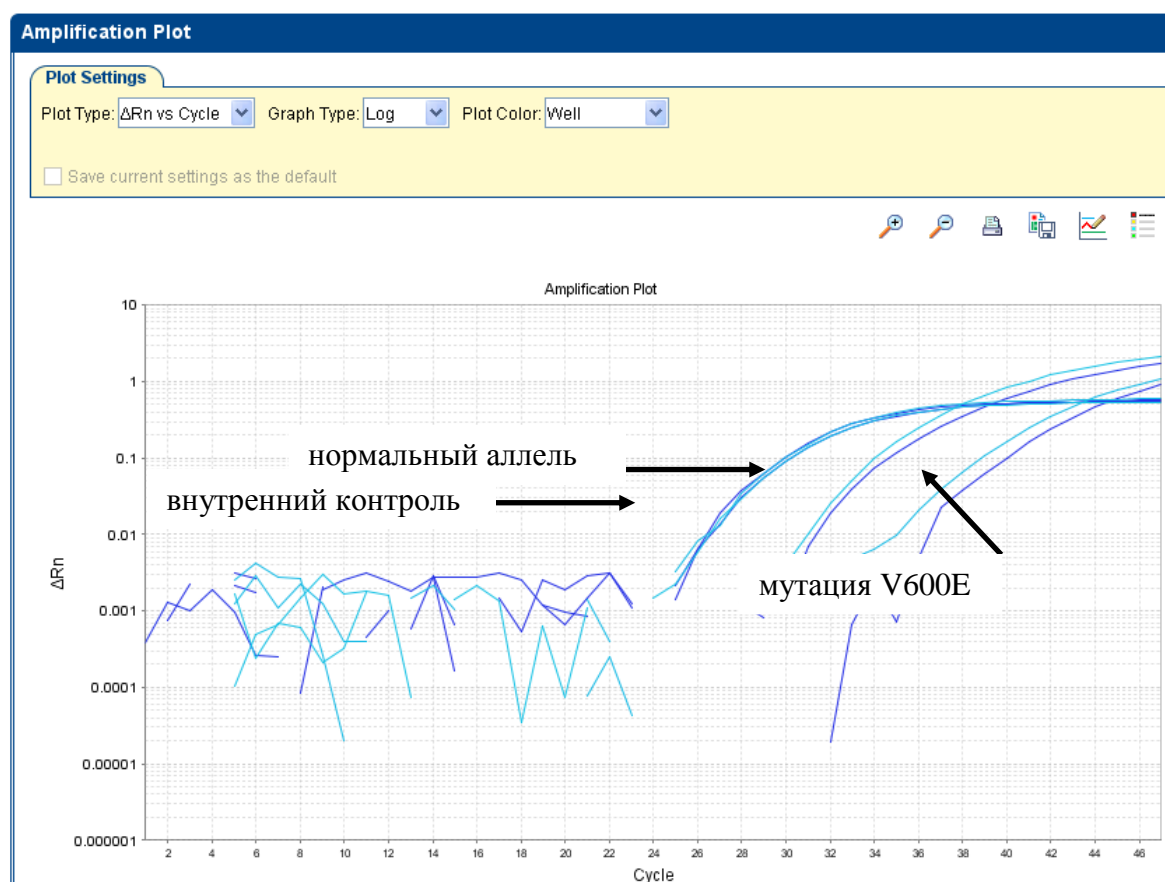 Amplification Plot
Plot Settings
Plot Type: ΔRn vs Cycle Graph Type: Log Plot Color: Well
Save current settings as the default
Amplification Plot
10
1
0.1
0.01
0.001
0.0001
0.00001
0.000001
ΔRn
нормальный аллель
внутренний контроль
мутация V600E
2 4 6 8 10 12 14 16 18 20 22 24 26 28 30 32 34 36 38 40 42 44 46
Cycle